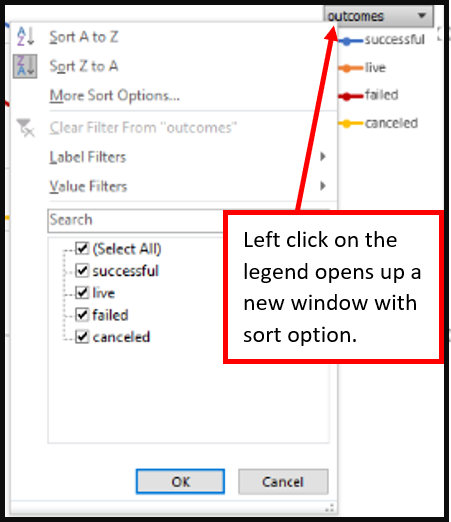 outcomes
Sort A to Z
successful
Sort Z to A
live
More Sort Options...
failed
Clear Filter From "outcomes"
canceled
Label Filters
Value Filters
Search
Left click on the
legend opens up a
new window with
sort option.
(Select All)
successful
live
failed
canceled
OK
Cancel